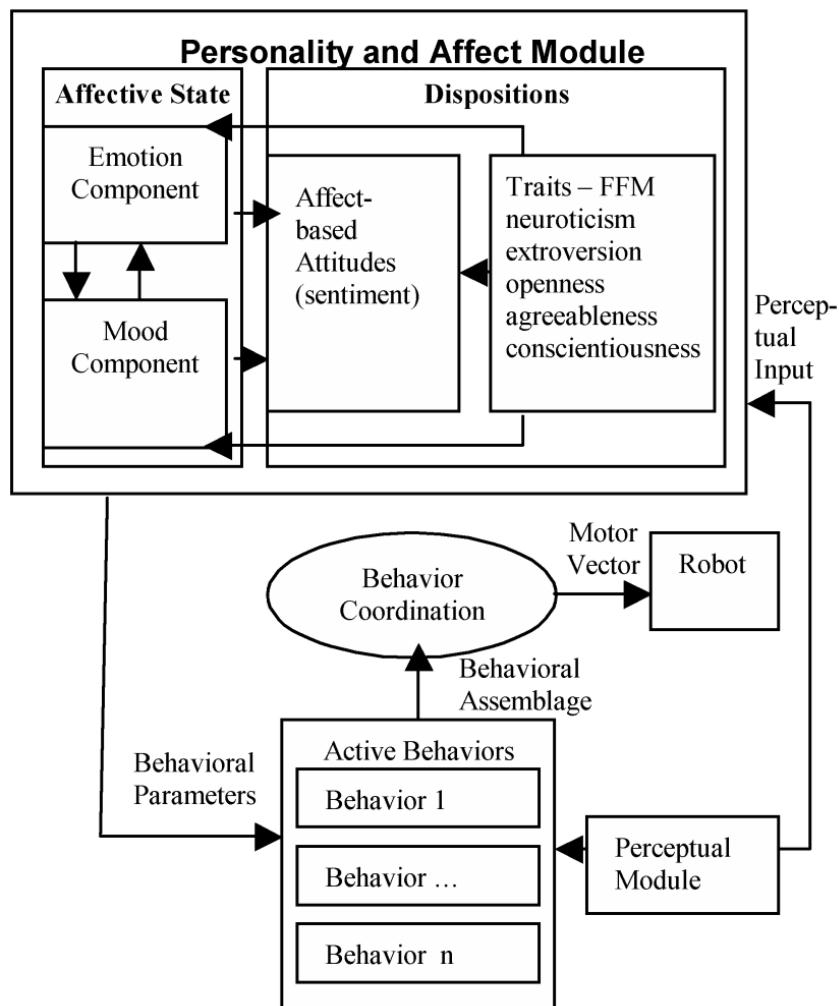 Personality and Affect Module
Affective State
Dispositions
Emotion
Component
Mood
Component
Affect-
based
Attitudes
(sentiment)
Traits – FFM
neuroticism
extroversion
openness
agreeableness
conscientiousness
Percep-
tual
Input
Behavior
Coordination
Motor
Vector
Robot
Behavioral
Assemblage
Behavioral
Parameters
Active Behaviors
Behavior 1
Behavior …
Behavior n
Perceptual
Module